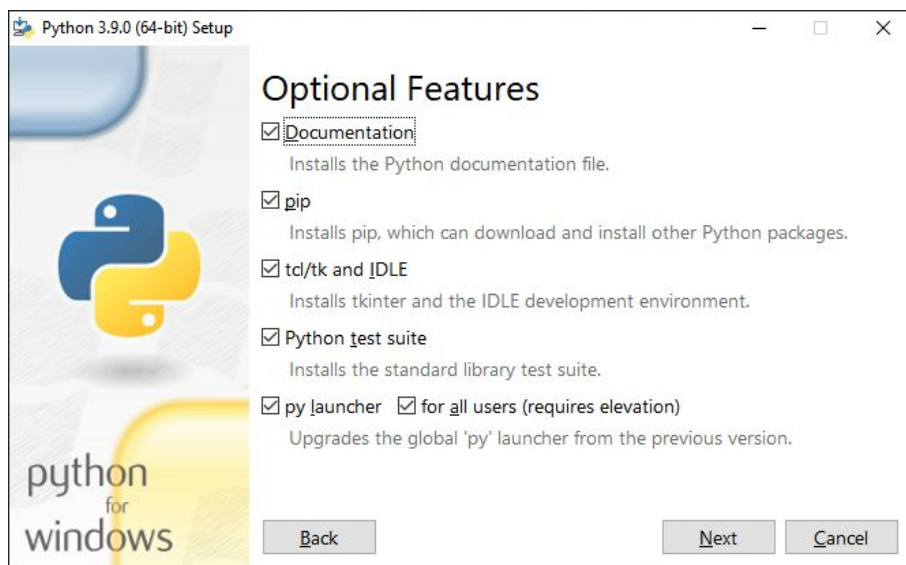 Python 3.9.0 (64-bit) Setup
Optional Features
Documentation
Installs the Python documentation file.
pip
Installs pip, which can download and install other Python packages.
tcl/tk and IDLE
Installs tkinter and the IDLE development environment.
Python test suite
Installs the standard library test suite.
py launcher for all users (requires elevation)
Upgrades the global 'py' launcher from the previous version.
python
for
windows
Back Next Cancel